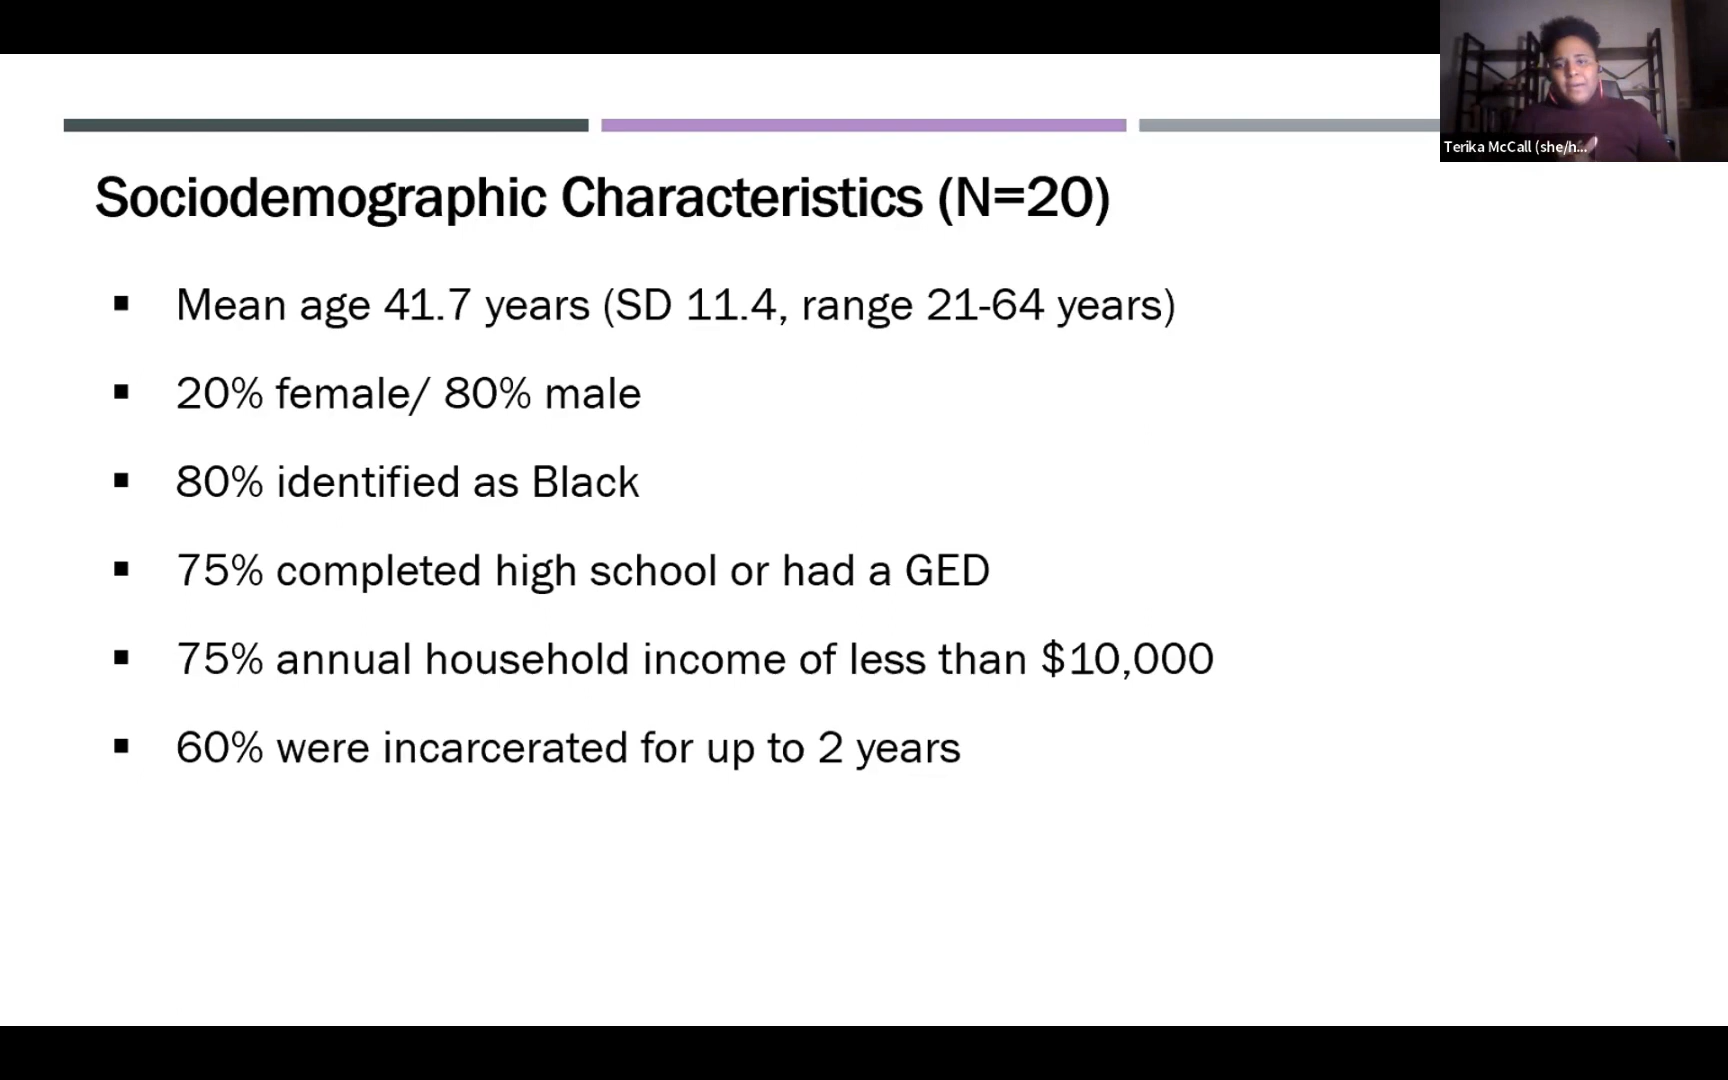 Terika McCall (she/h...
Sociodemographic Characteristics (N=20)
▪ Mean age 41.7 years (SD 11.4, range 21-64 years)
▪ 20% female/ 80% male
▪ 80% identified as Black
▪ 75% completed high school or had a GED
▪ 75% annual household income of less than $10,000
▪ 60% were incarcerated for up to 2 years